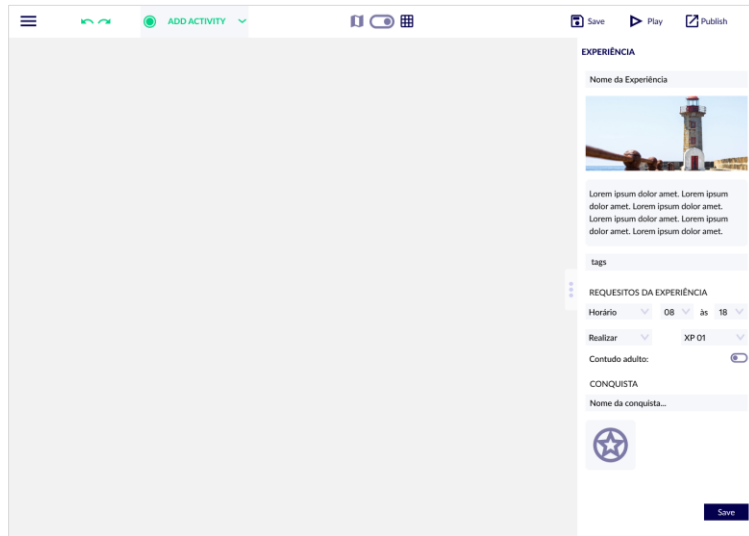 ADD ACTIVITY
Save
Play
Publish
EXPERIÊNCIA
Nome da Experiência
Lorem ipsum dolor amet. Lorem ipsum
dolor amet. Lorem ipsum dolor amet.
Lorem ipsum dolor amet. Lorem ipsum
dolor amet. Lorem ipsum dolor amet.
tags
REQUESITOS DA EXPERIÊNCIA
Horário 08 às 18
Realizar XP 01
Contudo adulto:
CONQUISTA
Nome da conquista...
Save